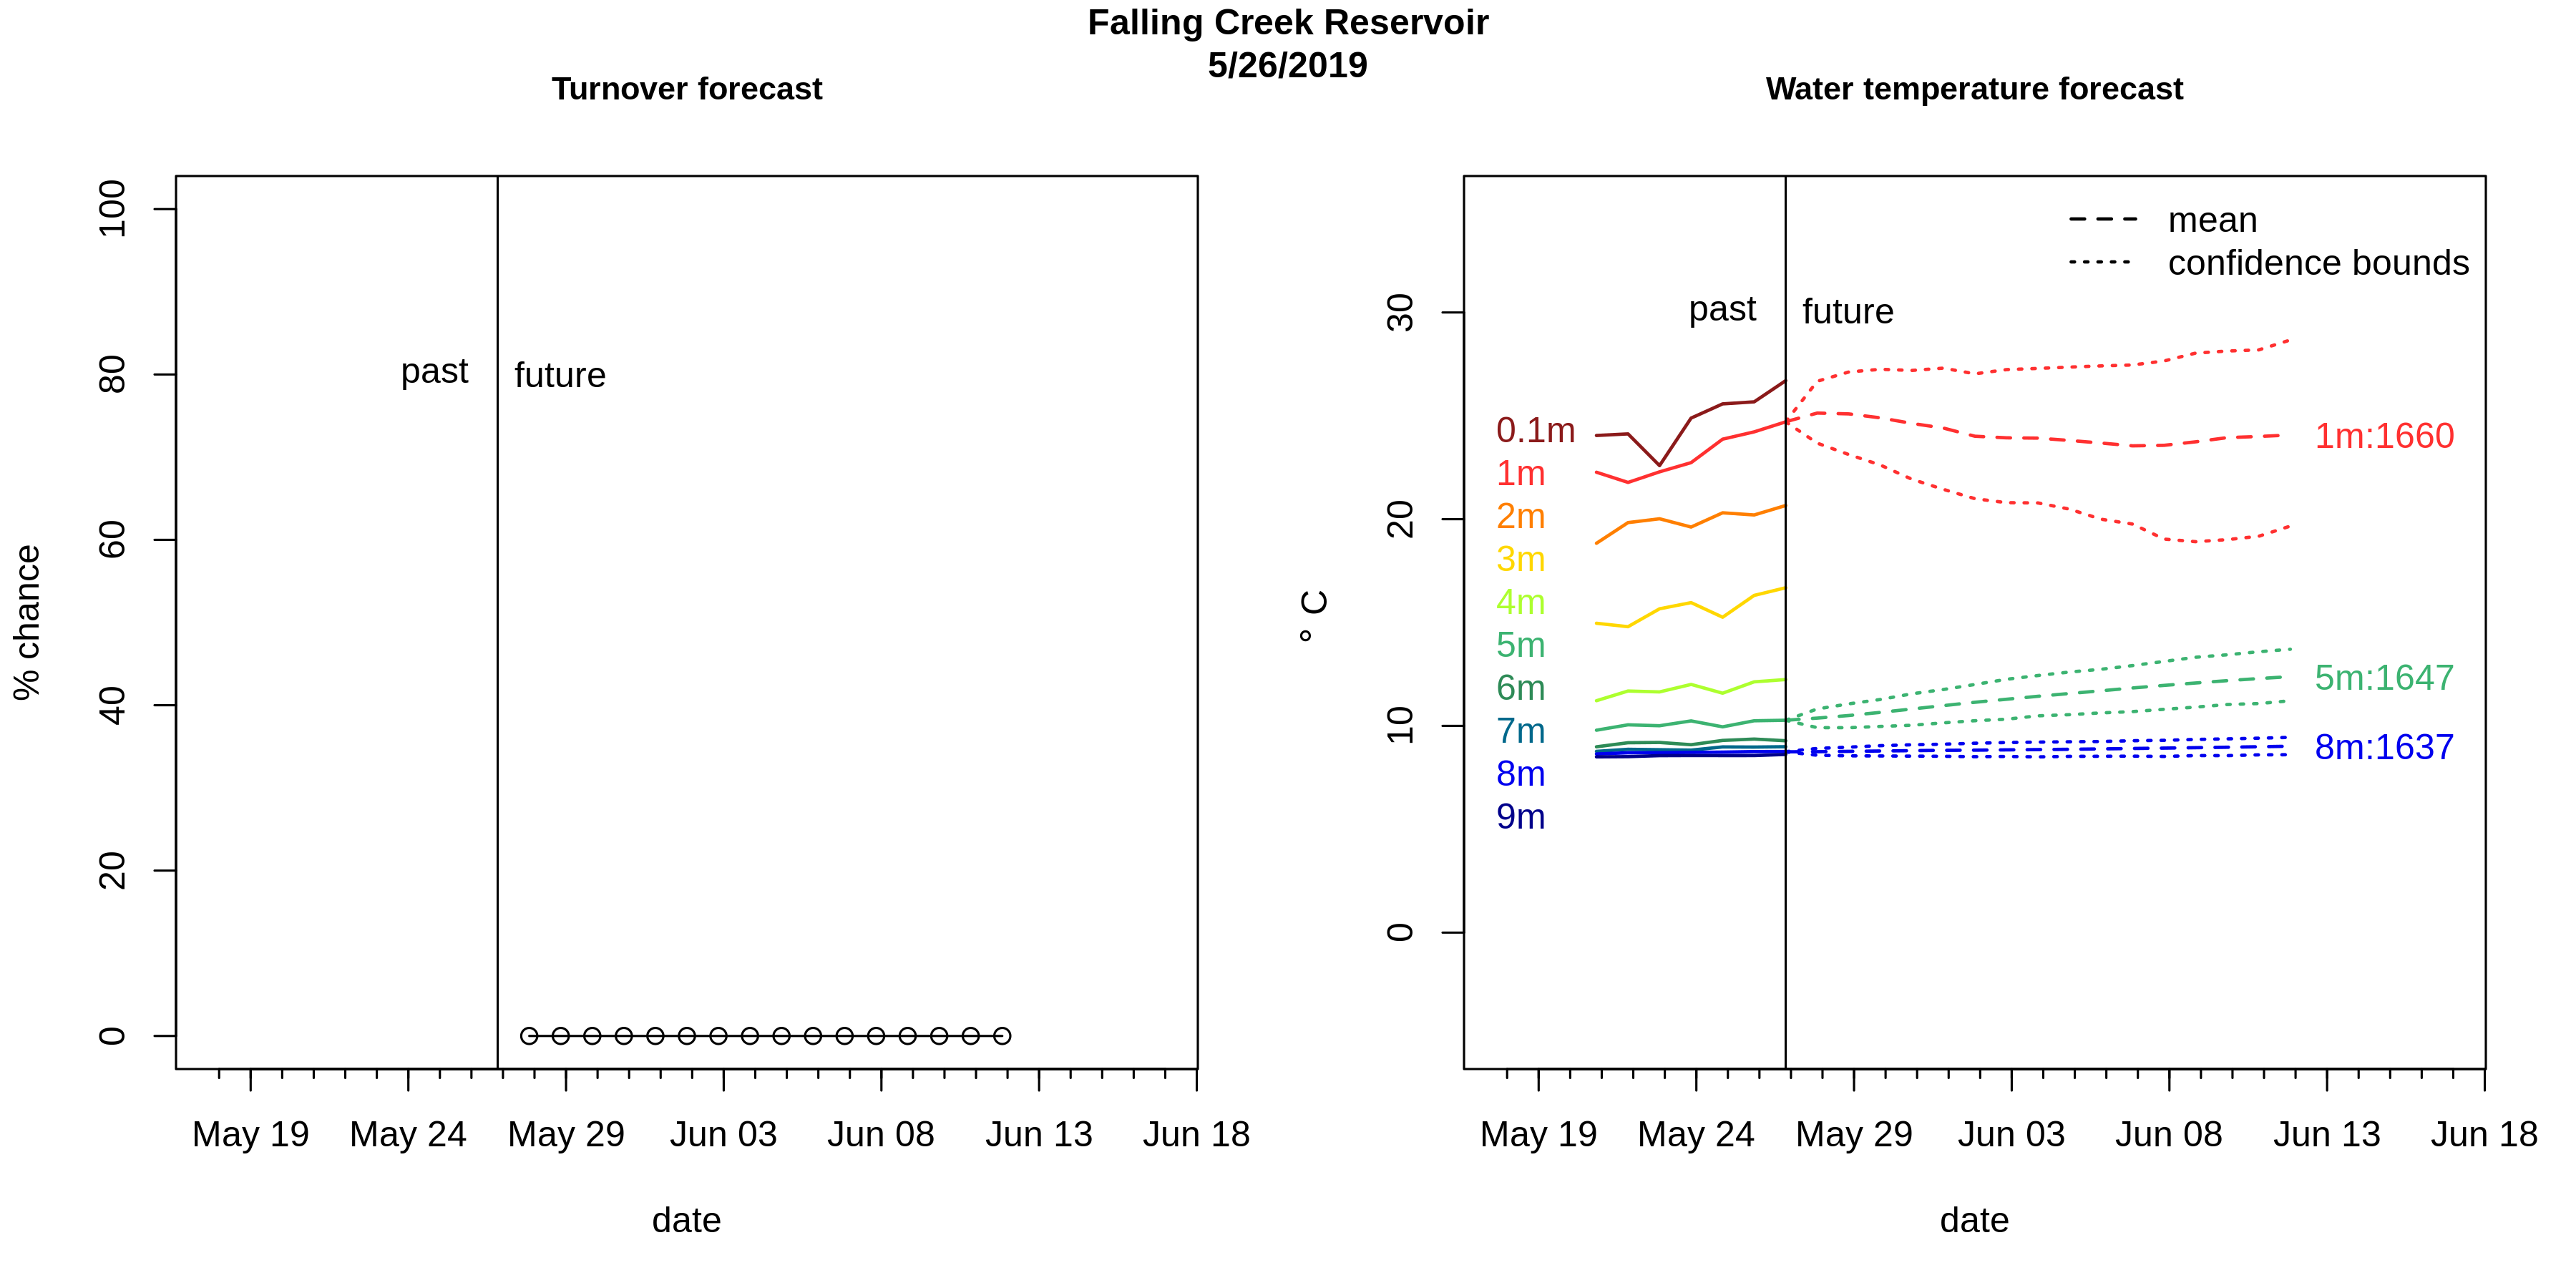 Falling Creek Reservoir
5/26/2019
Turnover forecast
% chance
100
80
60
40
20
0
past
future
May 19 May 24 May 29 Jun 03 Jun 08 Jun 13 Jun 18
date
Water temperature forecast
° C
30
20
10
0
mean
confidence bounds
past
future
0.1m
1m
2m
3m
4m
5m
6m
7m
8m
9m
1m:1660
5m:1647
8m:1637
May 19 May 24 May 29 Jun 03 Jun 08 Jun 13 Jun 18
date